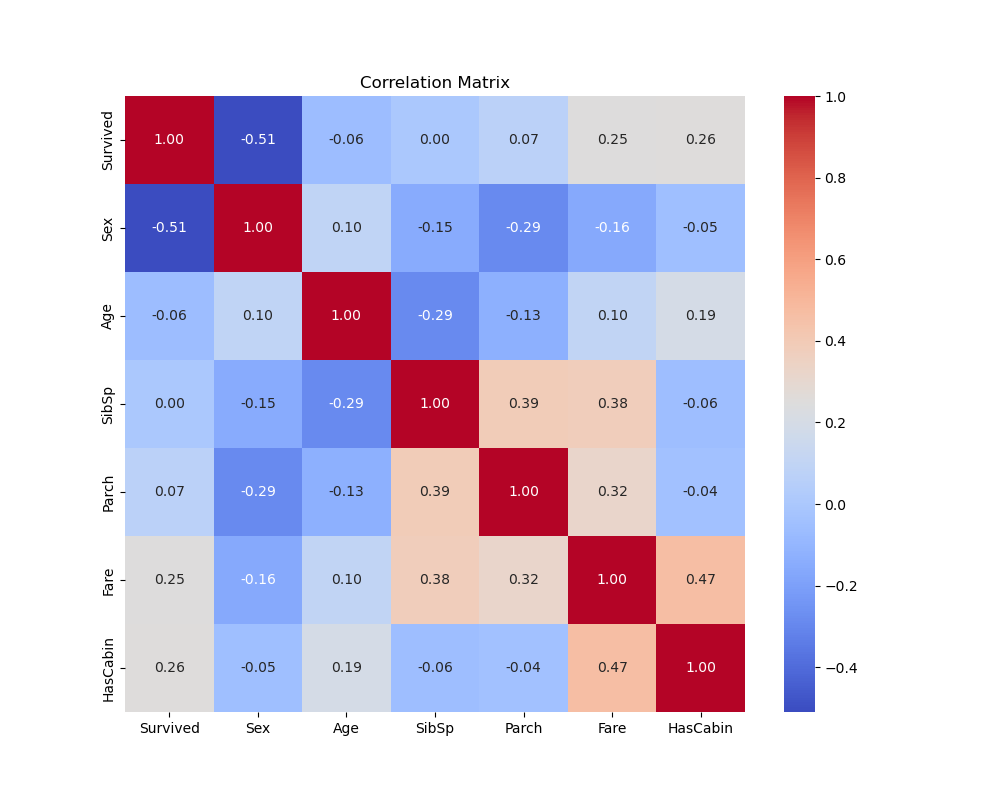 Correlation Matrix
Survived 1.00 -0.51 -0.06 0.00 0.07 0.25 0.26
Sex -0.51 1.00 0.10 -0.15 -0.29 -0.16 -0.05
Age -0.06 0.10 1.00 -0.29 -0.13 0.10 0.19
SibSp 0.00 -0.15 -0.29 1.00 0.39 0.38 -0.06
Parch 0.07 -0.29 -0.13 0.39 1.00 0.32 -0.04
Fare 0.25 -0.16 0.10 0.38 0.32 1.00 0.47
HasCabin 0.26 -0.05 0.19 -0.06 -0.04 0.47 1.00
Survived Sex Age SibSp Parch Fare HasCabin
1.0
0.8
0.6
0.4
0.2
0.0
−0.2
−0.4